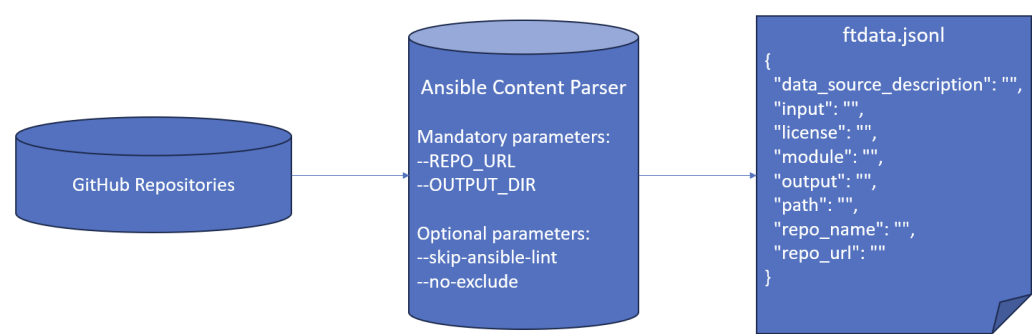 GitHub Repositories
Ansible Content Parser
Mandatory parameters:
--REPO_URL
--OUTPUT_DIR
Optional parameters:
--skip-ansible-lint
--no-exclude
ftdata.jsonl
{
"data_source_description": "",
"input": "",
"license": "",
"module": "",
"output": "",
"path": "",
"repo_name": "",
"repo_url": ""
}